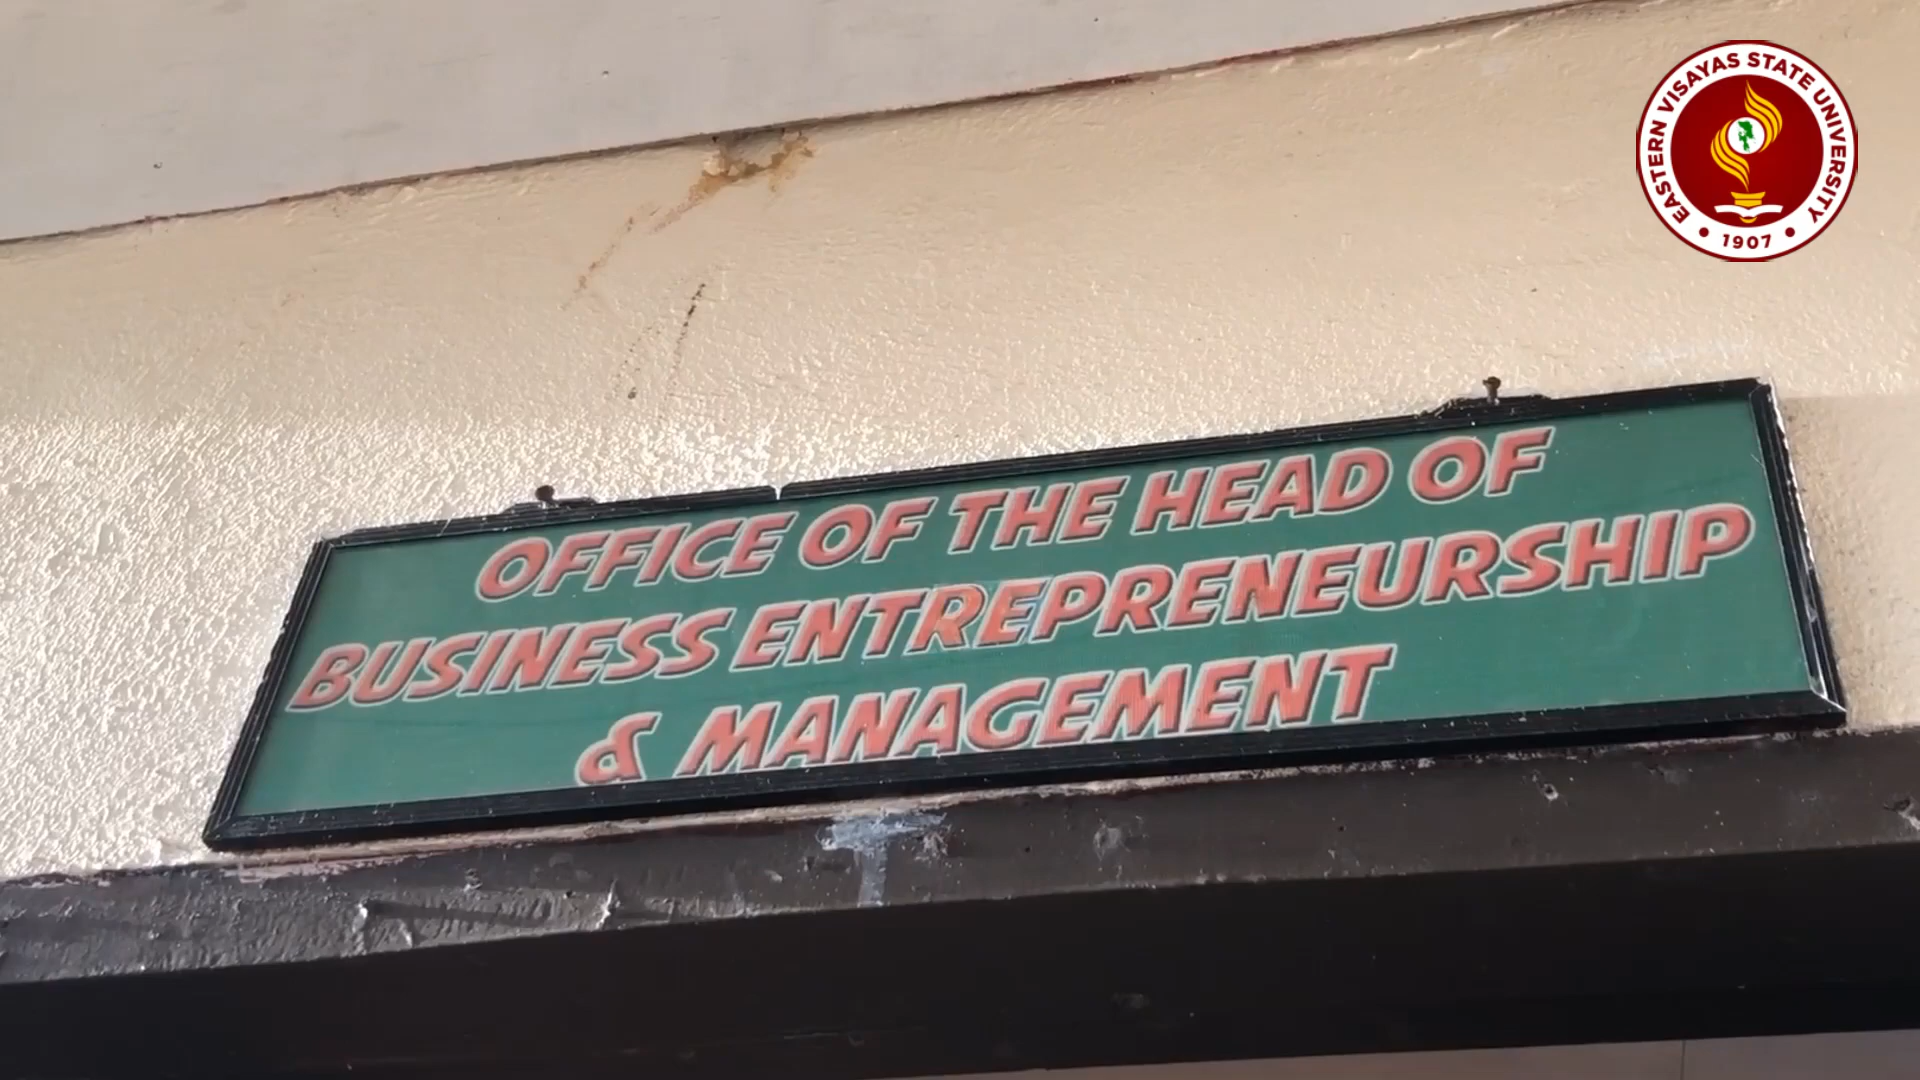 EASTERN VISAYAS STATE UNIVERSITY
• 1907 •
OFFICE OF THE HEAD OF
BUSINESS ENTREPRENEURSHIP
& MANAGEMENT